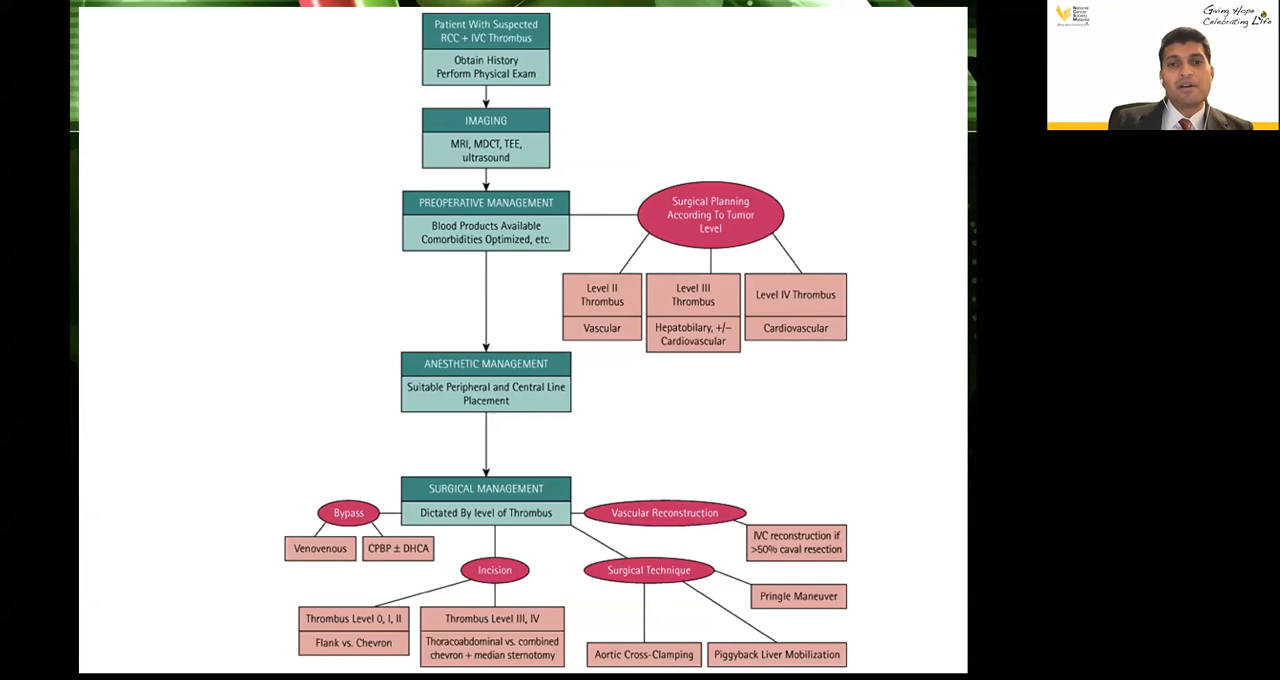 Patient With Suspected
RCC + IVC Thrombus
Obtain History
Perform Physical Exam
IMAGING
MRI, MDCT, TEE,
ultrasound
PREOPERATIVE MANAGEMENT
Blood Products Available
Comorbidities Optimized, etc.
Surgical Planning
According To Tumor
Level
Level II
Thrombus
Vascular
Level III
Thrombus
Hepatobilary, +/–
Cardiovascular
Level IV Thrombus
Cardiovascular
ANESTHETIC MANAGEMENT
Suitable Peripheral and Central Line
Placement
SURGICAL MANAGEMENT
Dictated By level of Thrombus
Bypass
Venovenous
CPBP ± DHCA
Vascular Reconstruction
IVC reconstruction if
>50% caval resection
Incision
Thrombus Level 0, I, II
Flank vs. Chevron
Thrombus Level III, IV
Thoracoabdominal vs. combined
chevron + median sternotomy
Surgical Technique
Pringle Maneuver
Aortic Cross-Clamping
Piggyback Liver Mobilization
National
Cancer
Society
Malaysia
Giving Hope
Celebrating Life